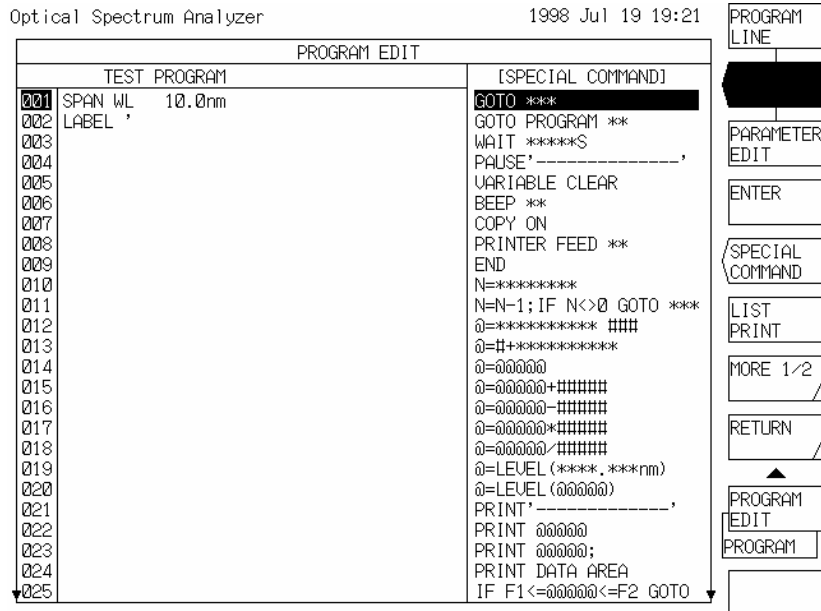 Optical Spectrum Analyzer 1998 Jul 19 19:21
PROGRAM EDIT
TEST PROGRAM
001 SPAN WL 10.0nm
002 LABEL '
003
004
005
006
007
008
009
010
011
012
013
014
015
016
017
018
019
020
021
022
023
024
025
[SPECIAL COMMAND]
GOTO ***
GOTO PROGRAM **
WAIT *****S
PAUSE'---------------'
VARIABLE CLEAR
BEEP **
COPY ON
PRINTER FEED **
END
N=*********
N=N-1;IF N<>0 GOTO ***
@=*********** ###
@=#+***********
@=@@@@@
@=@@@@@+#####
@=@@@@@-#####
@=@@@@@*#####
@=@@@@@/#####
@=LEVEL(****.***nm)
@=LEVEL(@@@@@)
PRINT'-------------'
PRINT @@@@@
PRINT @@@@@;
PRINT DATA AREA
IF F1<=@@@@@<=F2 GOTO
PROGRAM
LINE
PARAMETER
EDIT
ENTER
SPECIAL
COMMAND
LIST
PRINT
MORE 1/2
RETURN
PROGRAM
EDIT
PROGRAM